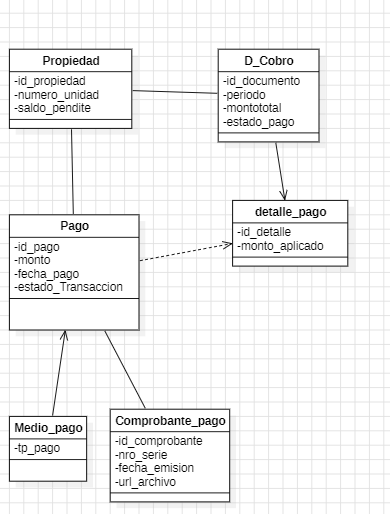 Propiedad
-id_propiedad
-numero_unidad
-saldo_pendite
D_Cobro
-id_documento
-periodo
-montototal
-estado_pago
detalle_pago
-id_detalle
-monto_aplicado
Pago
-id_pago
-monto
-fecha_pago
-estado_Transaccion
Medio_pago
-tp_pago
Comprobante_pago
-id_comprobante
-nro_serie
-fecha_emision
-url_archivo